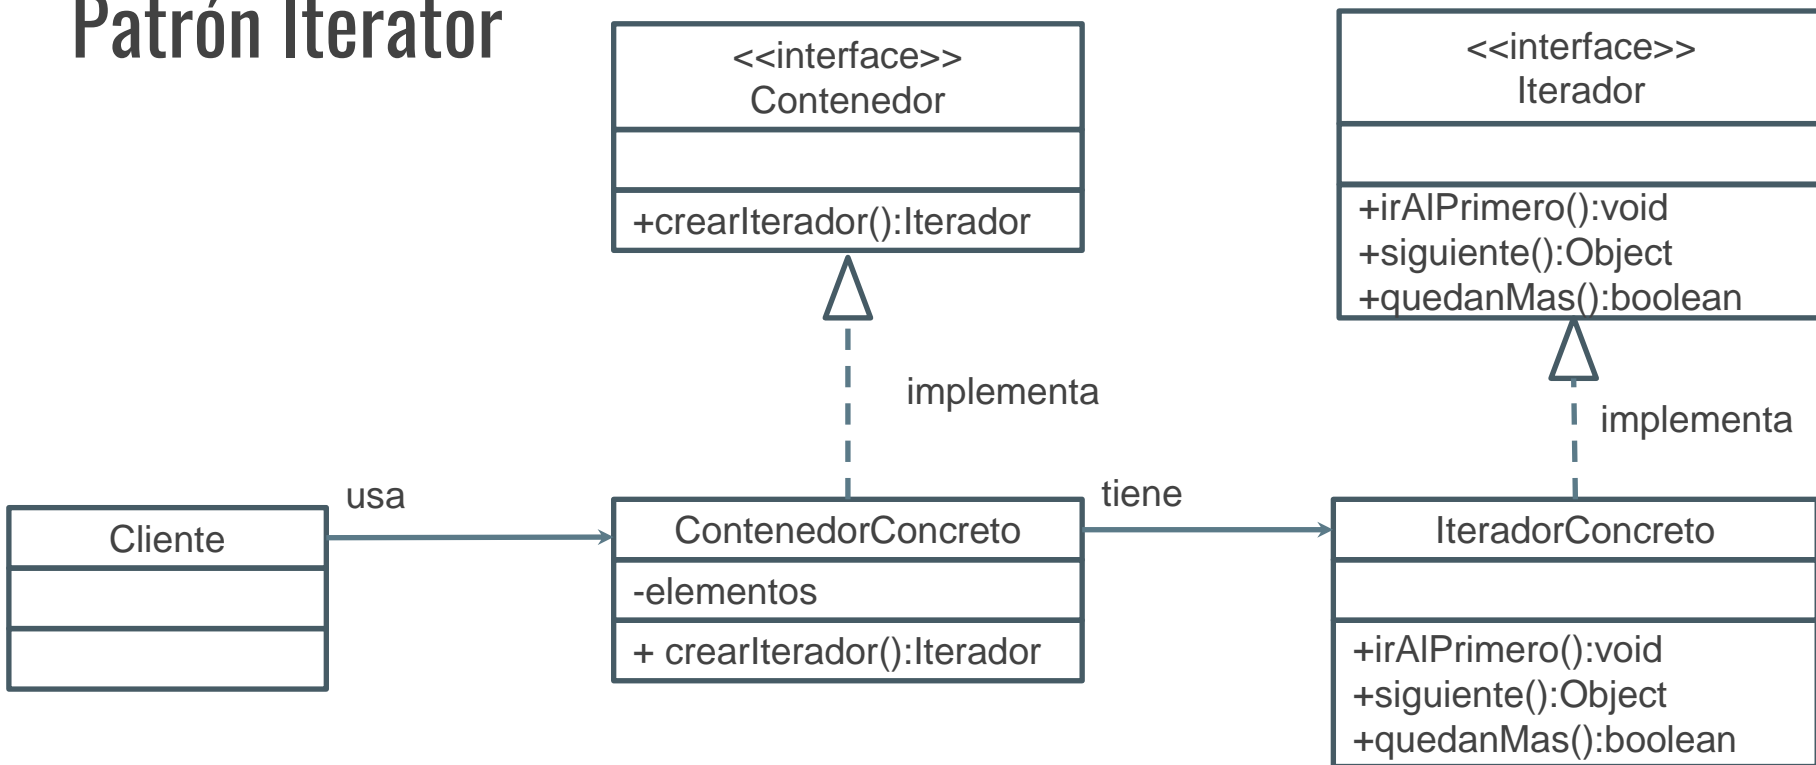 Patrón Iterator
<<interface>>
Contenedor
+crearIterador():Iterador
<<interface>>
Iterador
+irAlPrimero():void
+siguiente():Object
+quedanMas():boolean
implementa
implementa
usa
tiene
Cliente
ContenedorConcreto
-elementos
+ crearIterador():Iterador
IteradorConcreto
+irAlPrimero():void
+siguiente():Object
+quedanMas():boolean